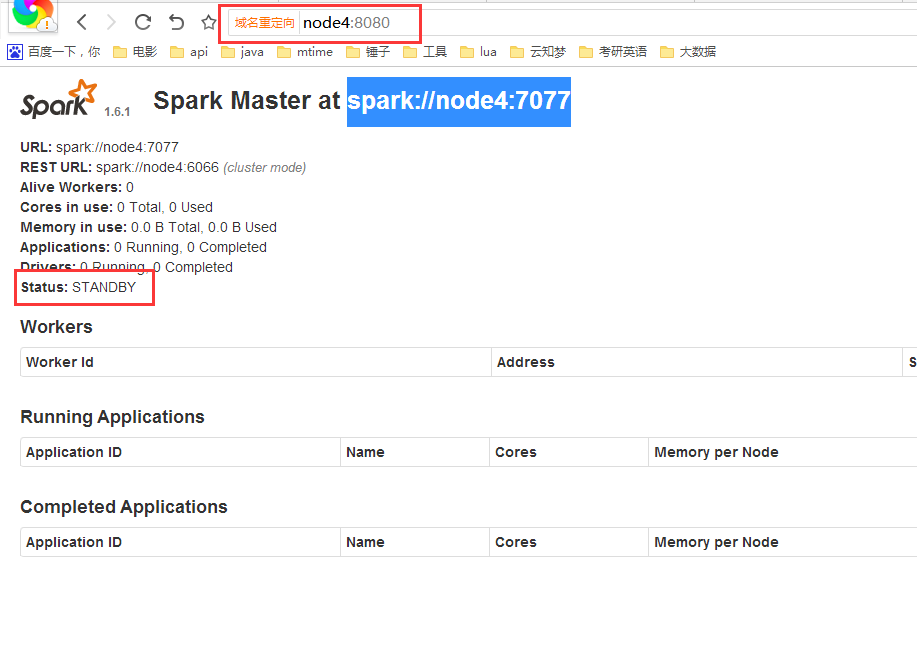 域名重定向 node4:8080
百度一下，你 电影 api java mtime 锤子 工具 lua 云知梦 考研英语 大数据
Spark 1.6.1 Spark Master at spark://node4:7077
URL: spark://node4:7077
REST URL: spark://node4:6066 (cluster mode)
Alive Workers: 0
Cores in use: 0 Total, 0 Used
Memory in use: 0.0 B Total, 0.0 B Used
Applications: 0 Running, 0 Completed
Drivers: 0 Running, 0 Completed
Status: STANDBY
Workers
Worker Id Address S
Running Applications
Application ID Name Cores Memory per Node
Completed Applications
Application ID Name Cores Memory per Node